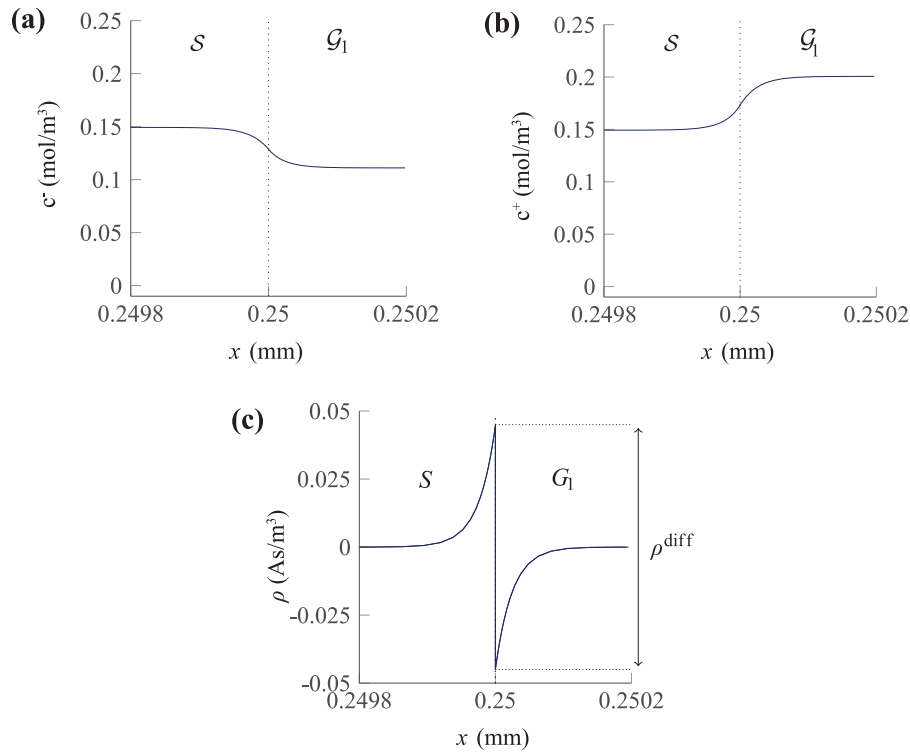 (a)
0.25
0.2
0.15
0.1
0.05
0
c⁻ (mol/m³)
𝒮
𝒢₁
0.2498
0.25
0.2502
x (mm)
(b)
0.25
0.2
0.15
0.1
0.05
0
c⁺ (mol/m³)
𝒮
𝒢₁
0.2498
0.25
0.2502
x (mm)
(c)
0.05
0.025
0
-0.025
-0.05
ρ (As/m³)
S
G₁
ρ^diff
0.2498
0.25
0.2502
x (mm)